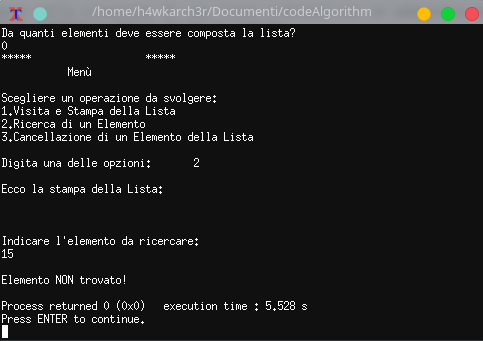 /home/h4wkarch3r/Documenti/codeAlgorithm
Da quanti elementi deve essere composta la lista?
0
***** *****
Menù
Scegliere un operazione da svolgere:
1.Visita e Stampa della Lista
2.Ricerca di un Elemento
3.Cancellazione di un Elemento della Lista
Digita una delle opzioni: 2
Ecco la stampa della Lista:
Indicare l'elemento da ricercare:
15
Elemento NON trovato!
Process returned 0 (0x0) execution time : 5.528 s
Press ENTER to continue.